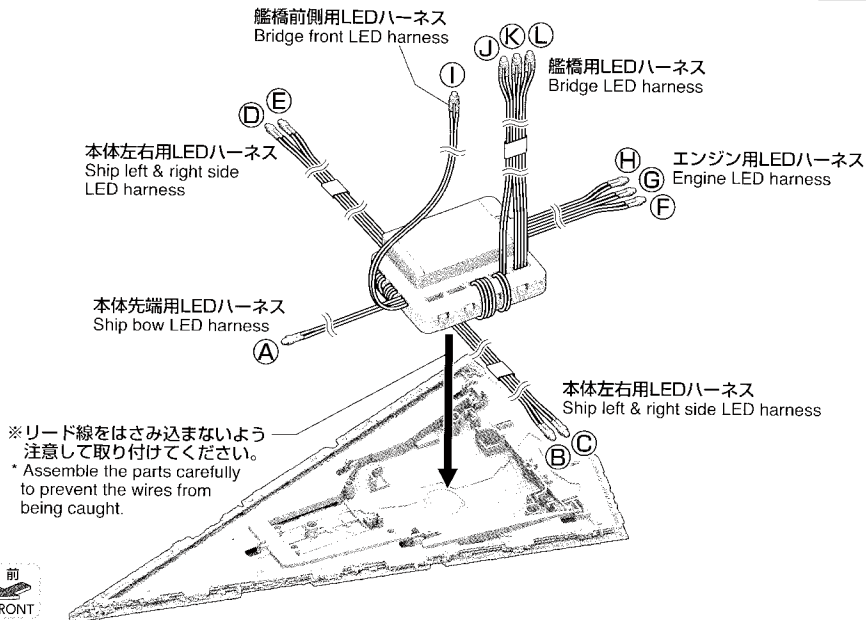 艦橋前側用LEDハーネス
Bridge front LED harness
I
J K L
艦橋用LEDハーネス
Bridge LED harness
D E
本体左右用LEDハーネス
Ship left & right side
LED harness
H
G
F
エンジン用LEDハーネス
Engine LED harness
本体先端用LEDハーネス
Ship bow LED harness
A
本体左右用LEDハーネス
Ship left & right side LED harness
B C
※リード線をはさみ込まないよう
注意して取り付けてください。
* Assemble the parts carefully
to prevent the wires from
being caught.
前